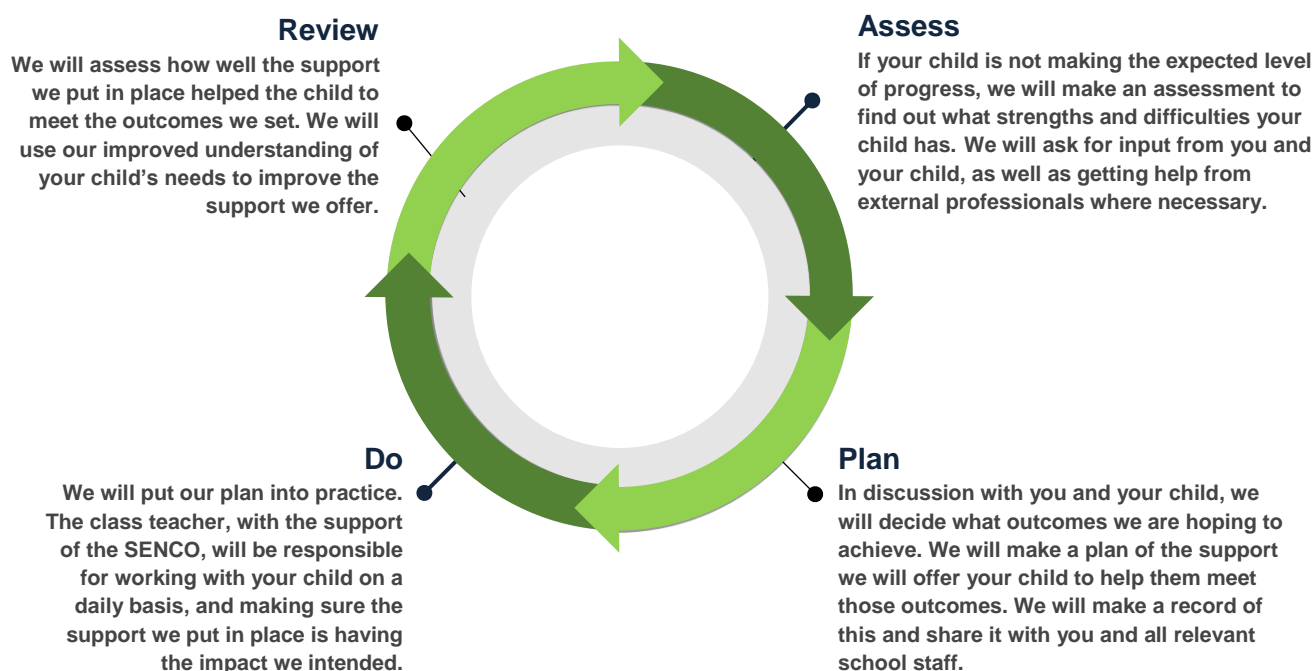 Review
We will assess how well the support
we put in place helped the child to
meet the outcomes we set. We will
use our improved understanding of
your child’s needs to improve the
support we offer.
Assess
If your child is not making the expected level
of progress, we will make an assessment to
find out what strengths and difficulties your
child has. We will ask for input from you and
your child, as well as getting help from
external professionals where necessary.
Do
We will put our plan into practice.
The class teacher, with the support
of the SENCO, will be responsible
for working with your child on a
daily basis, and making sure the
support we put in place is having
the impact we intended.
Plan
In discussion with you and your child, we
will decide what outcomes we are hoping to
achieve. We will make a plan of the support
we will offer your child to help them meet
those outcomes. We will make a record of
this and share it with you and all relevant
school staff.